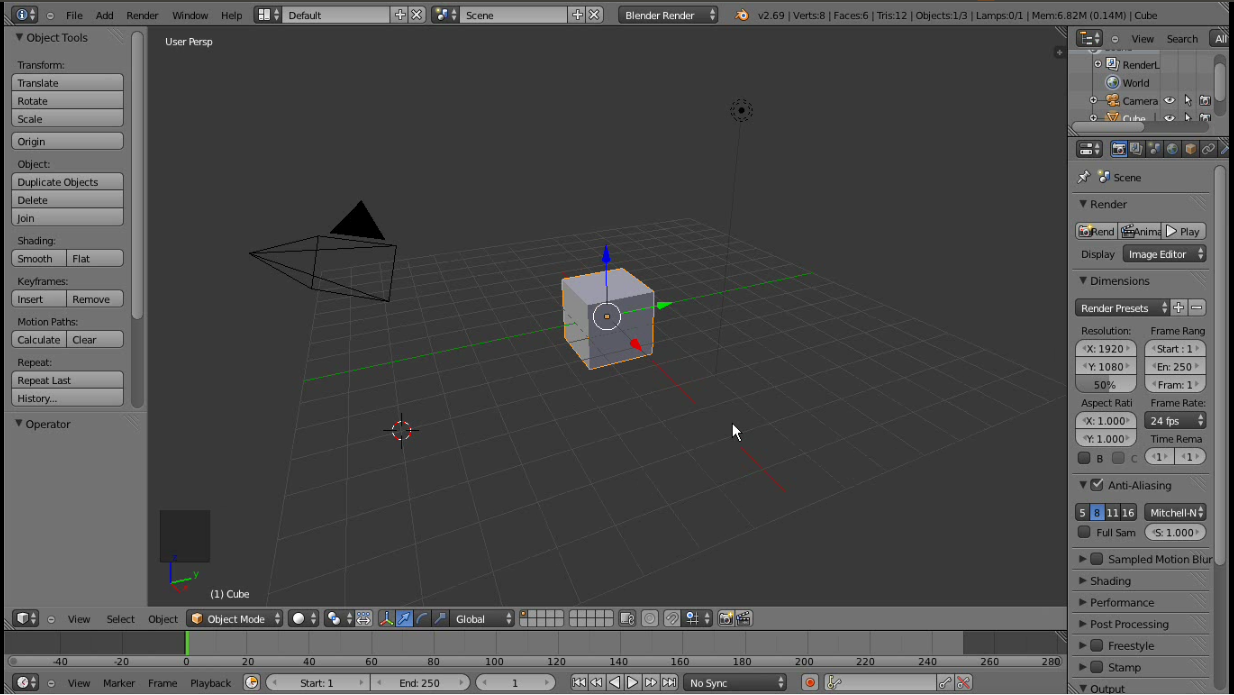 File Add Render Window Help Default Scene Blender Render v2.69 | Verts:8 | Faces:6 | Tris:12 | Objects:1/3 | Lamps:0/1 | Mem:6.82M (0.14M) | Cube
Object Tools
Transform:
Translate
Rotate
Scale
Origin
Object:
Duplicate Objects
Delete
Join
Shading:
Smooth Flat
Keyframes:
Insert Remove
Motion Paths:
Calculate Clear
Repeat:
Repeat Last
History...
Operator
User Persp
z
y
(1) Cube
View Search All
RenderL
World
Camera
Cube
Scene
Render
Rend Anima Play
Display Image Editor
Dimensions
Render Presets
Resolution: Frame Rang
X: 1920 Start : 1
Y: 1080 En: 250
50% Fram: 1
Aspect Rati Frame Rate:
X: 1.000 24 fps
Y: 1.000 Time Rema
B C 1 1
Anti-Aliasing
5 8 11 16 Mitchell-N
Full Sam S: 1.000
Sampled Motion Blur
Shading
Performance
Post Processing
Freestyle
Stamp
Output
View Select Object Object Mode Global
-40 -20 0 20 40 60 80 100 120 140 160 180 200 220 240 260 280
View Marker Frame Playback Start: 1 End: 250 1 No Sync